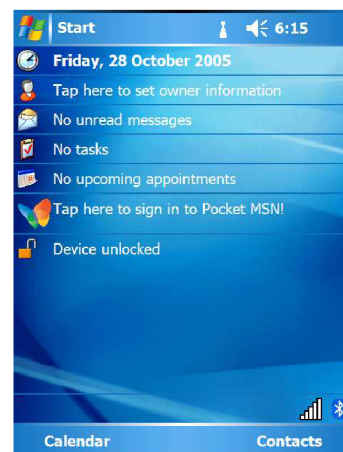 Start 6:15
Friday, 28 October 2005
Tap here to set owner information
No unread messages
No tasks
No upcoming appointments
Tap here to sign in to Pocket MSN!
Device unlocked
Calendar Contacts